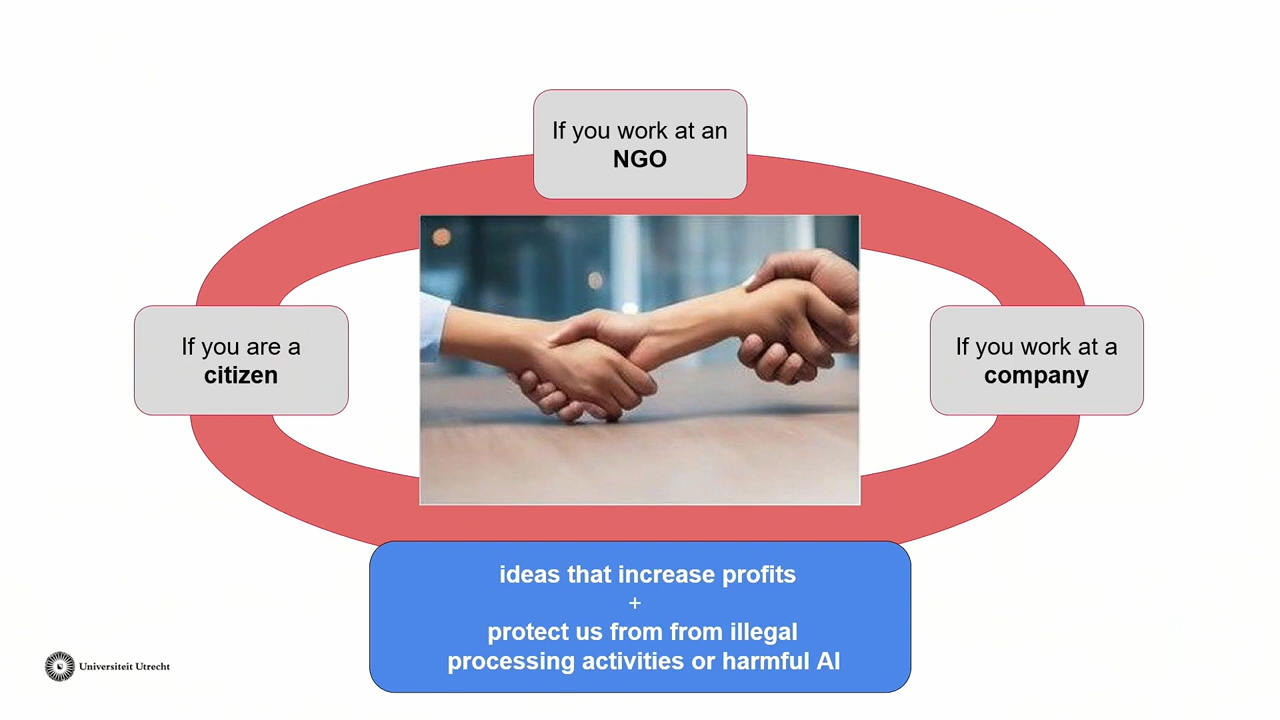 If you work at an
NGO
If you are a
citizen
If you work at a
company
ideas that increase profits
+
protect us from from illegal
processing activities or harmful AI
Universiteit Utrecht